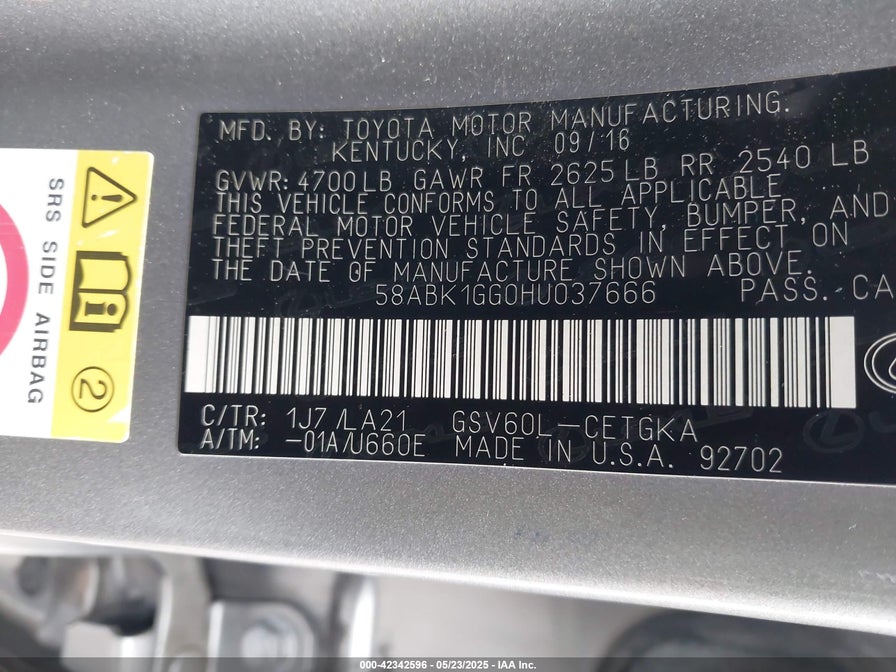 MFD. BY: TOYOTA MOTOR MANUFACTURING.
KENTUCKY, INC 09/16
GVWR: 4700LB GAWR FR 2625LB RR 2540 LB
THIS VEHICLE CONFORMS TO ALL APPLICABLE
FEDERAL MOTOR VEHICLE SAFETY, BUMPER, AND
THEFT PREVENTION STANDARDS IN EFFECT ON
THE DATE OF MANUFACTURE SHOWN ABOVE.
58ABK1GG0HU037666 PASS. CA
C/TR: 1J7 /LA21 GSV60L-CETGKA
A/TM: -01A/U660E MADE IN U.S.A. 92702
SRS SIDE AIRBAG
2
000-42342596 - 05/23/2025 - IAA Inc.